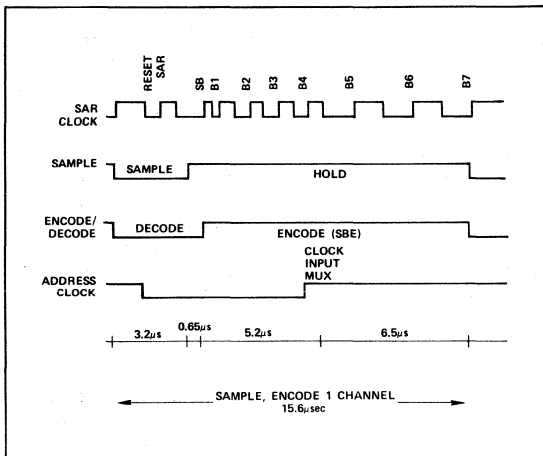 RESET
SAR
SB
B1
B2
B3
B4
B5
B6
B7
SAR
CLOCK
SAMPLE
SAMPLE
HOLD
ENCODE/
DECODE
DECODE
ENCODE (SBE)
CLOCK
INPUT
MUX
ADDRESS
CLOCK
3.2μs
0.65μs
5.2μs
6.5μs
SAMPLE, ENCODE 1 CHANNEL
15.6μsec